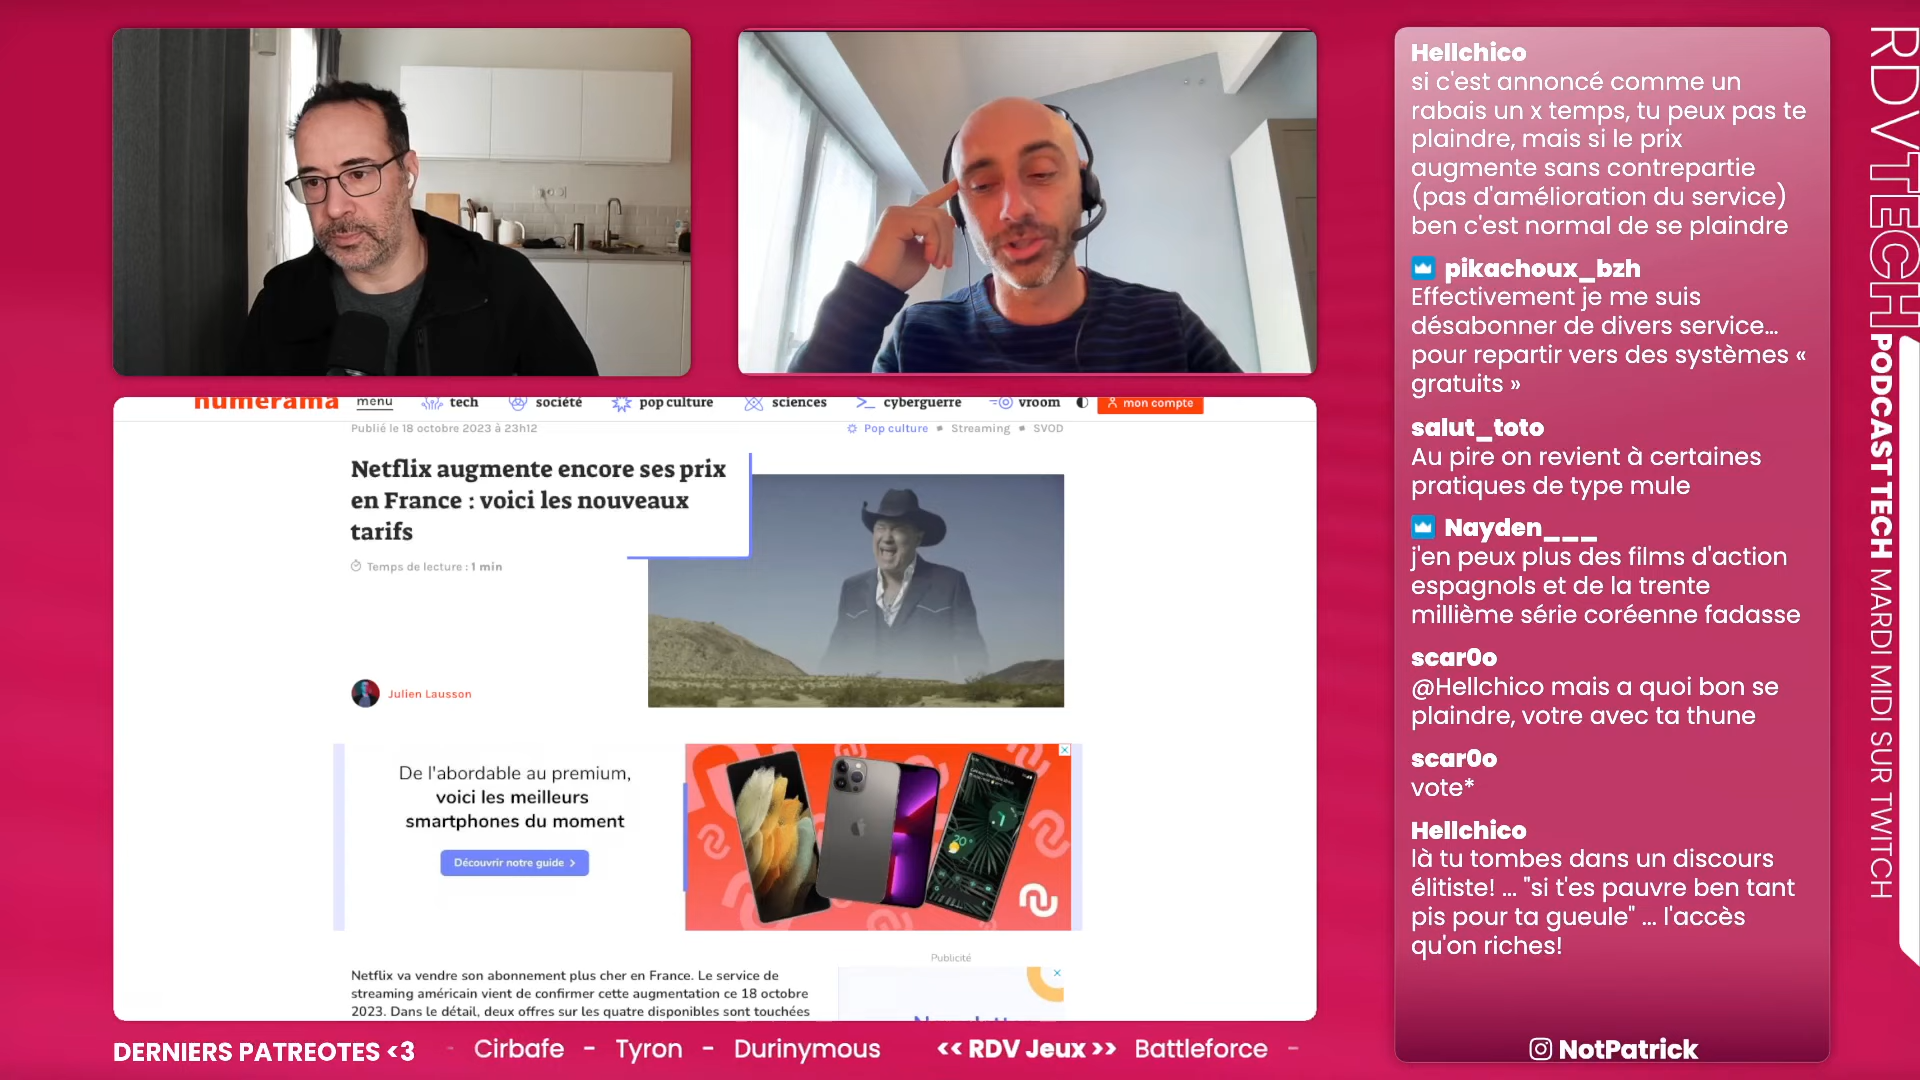 numerama
menu
tech
société
pop culture
sciences
cyberguerre
vroom
mon compte
Publié le 18 octobre 2023 à 23h12
Pop culture
Streaming
SVOD
Netflix augmente encore ses prix
en France : voici les nouveaux
tarifs
Temps de lecture : 1 min
Julien Lausson
De l'abordable au premium,
voici les meilleurs
smartphones du moment
Découvrir notre guide >
20°
Publicité
Netflix va vendre son abonnement plus cher en France. Le service de
streaming américain vient de confirmer cette augmentation ce 18 octobre
2023. Dans le détail, deux offres sur les quatre disponibles sont touchées
Hellchico
si c'est annoncé comme un
rabais un x temps, tu peux pas te
plaindre, mais si le prix
augmente sans contrepartie
(pas d'amélioration du service)
ben c'est normal de se plaindre
pikachoux_bzh
Effectivement je me suis
désabonner de divers service...
pour repartir vers des systèmes «
gratuits »
salut_toto
Au pire on revient à certaines
pratiques de type mule
Nayden___
j'en peux plus des films d'action
espagnols et de la trente
millième série coréenne fadasse
scar0o
@Hellchico mais a quoi bon se
plaindre, votre avec ta thune
scar0o
vote*
Hellchico
là tu tombes dans un discours
élitiste! ... "si t'es pauvre ben tant
pis pour ta gueule" ... l'accès
qu'on riches!
NotPatrick
RDVTECH PODCAST TECH MARDI MIDI SUR TWITCH
DERNIERS PATREOTES <3 - Cirbafe - Tyron - Durinymous << RDV Jeux >> Battleforce -